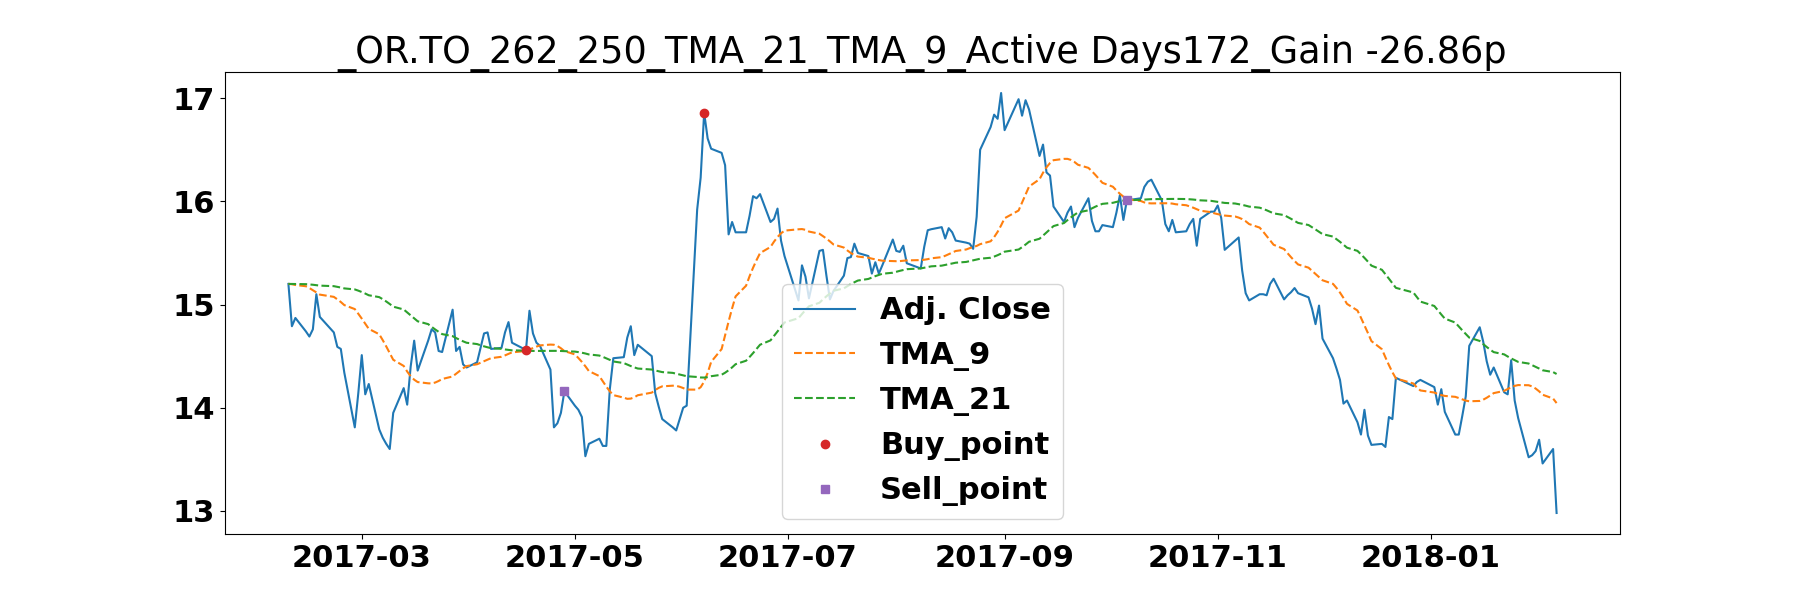 _OR.TO_262_250_TMA_21_TMA_9_Active Days172_Gain -26.86p
17
16
15
14
13
Adj. Close
TMA_9
TMA_21
Buy_point
Sell_point
2017-03 2017-05 2017-07 2017-09 2017-11 2018-01